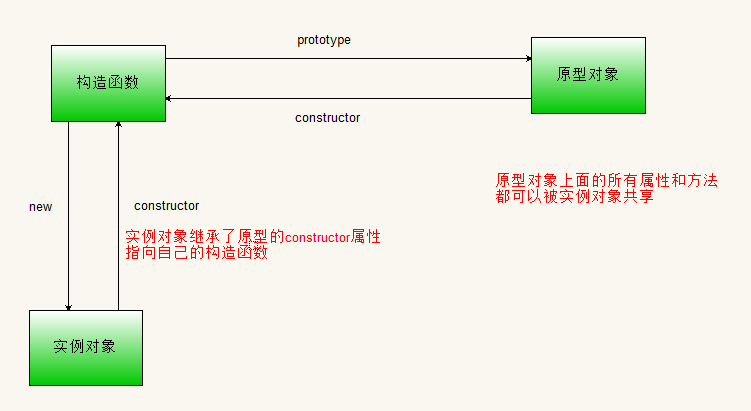 prototype
构造函数
原型对象
constructor
原型对象上面的所有属性和方法
都可以被实例对象共享
new
constructor
实例对象继承了原型的constructor属性
指向自己的构造函数
实例对象